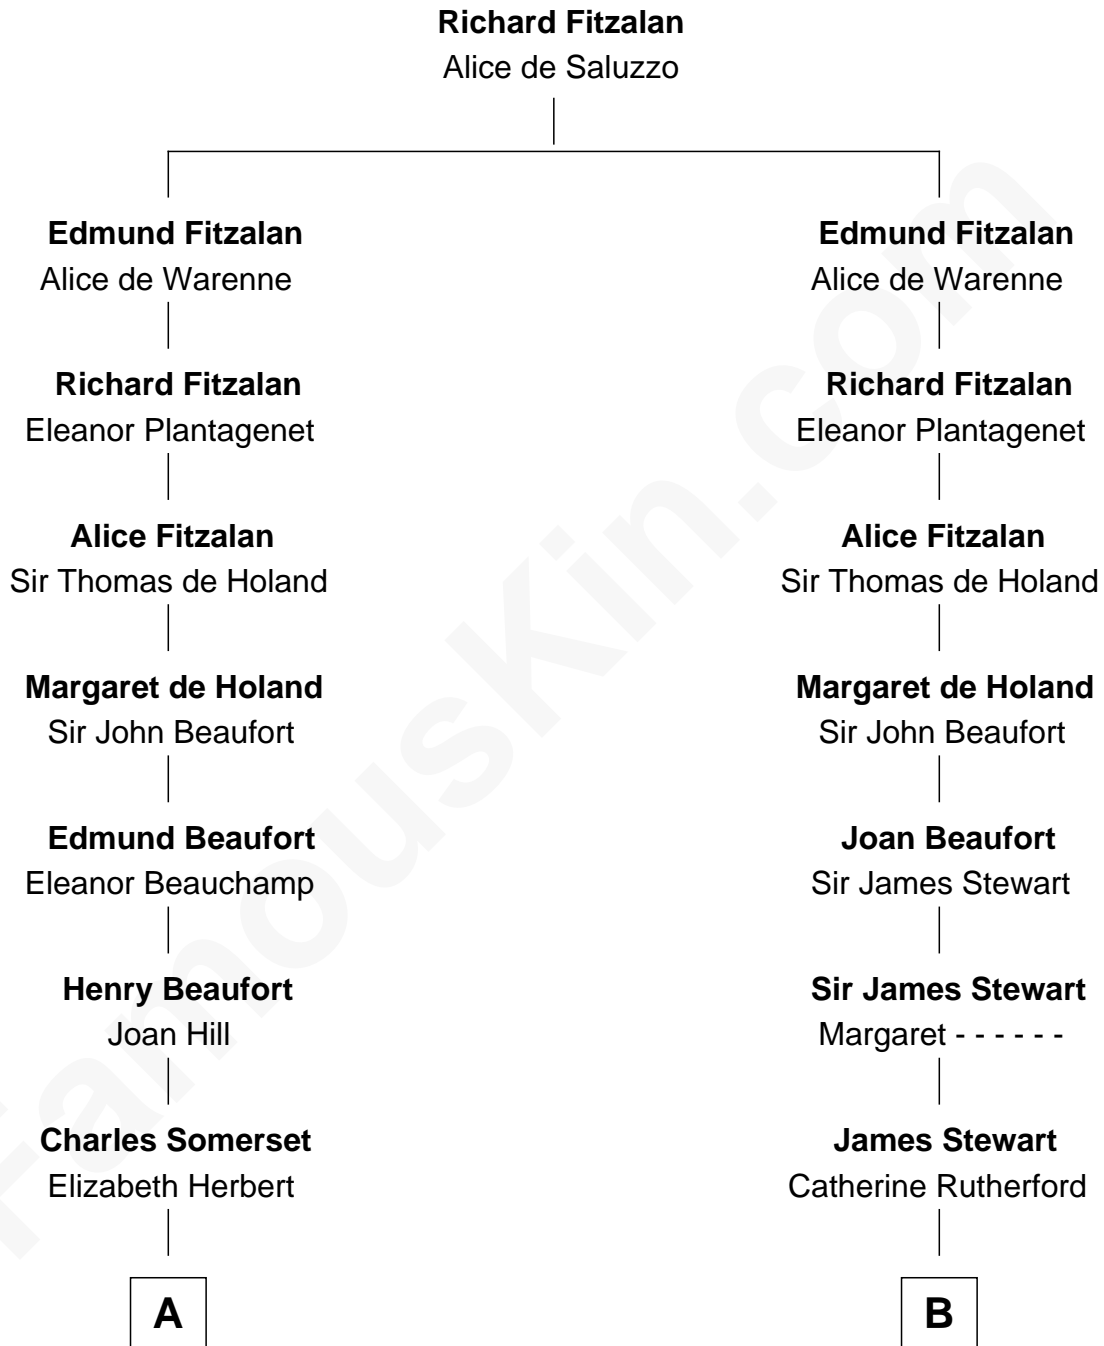 Richard Fitzalan
Alice de Saluzzo
Edmund Fitzalan
Alice de Warenne
Edmund Fitzalan
Alice de Warenne
Richard Fitzalan
Eleanor Plantagenet
Richard Fitzalan
Eleanor Plantagenet
Alice Fitzalan
Sir Thomas de Holand
Alice Fitzalan
Sir Thomas de Holand
Margaret de Holand
Sir John Beaufort
Margaret de Holand
Sir John Beaufort
Edmund Beaufort
Eleanor Beauchamp
Joan Beaufort
Sir James Stewart
Henry Beaufort
Joan Hill
Sir James Stewart
Margaret - - - - - -
Charles Somerset
Elizabeth Herbert
James Stewart
Catherine Rutherford
A
B
FamousKin.com